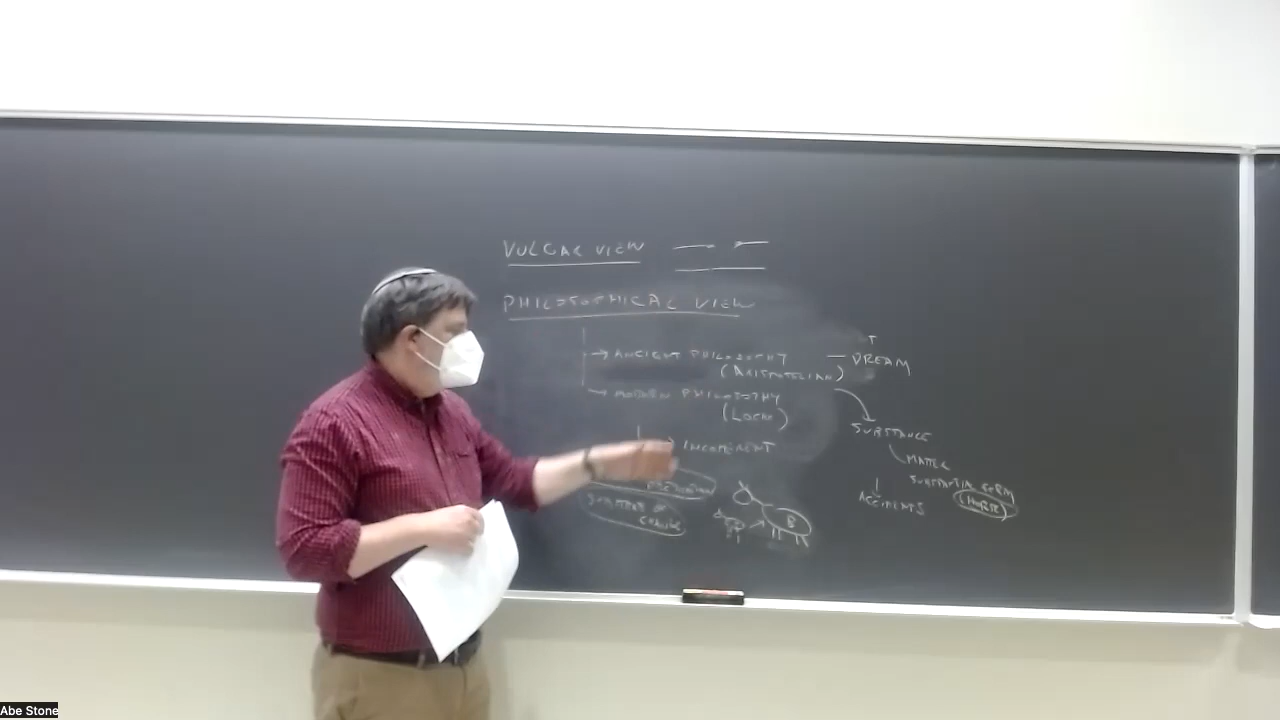 VULGAR VIEW
PHILOSOPHICAL VIEW
→ ANCIENT PHILOSOPHY — DREAM
(ARISTOTELIAN)
→ MODERN PHILOSOPHY
(LOCKE)
SUBSTANCE
INCOHERENT
MATTER
SUBSTANTIAL FORM
(HORSE)
ACCIDENTS
CHANGE
B
Abe Stone